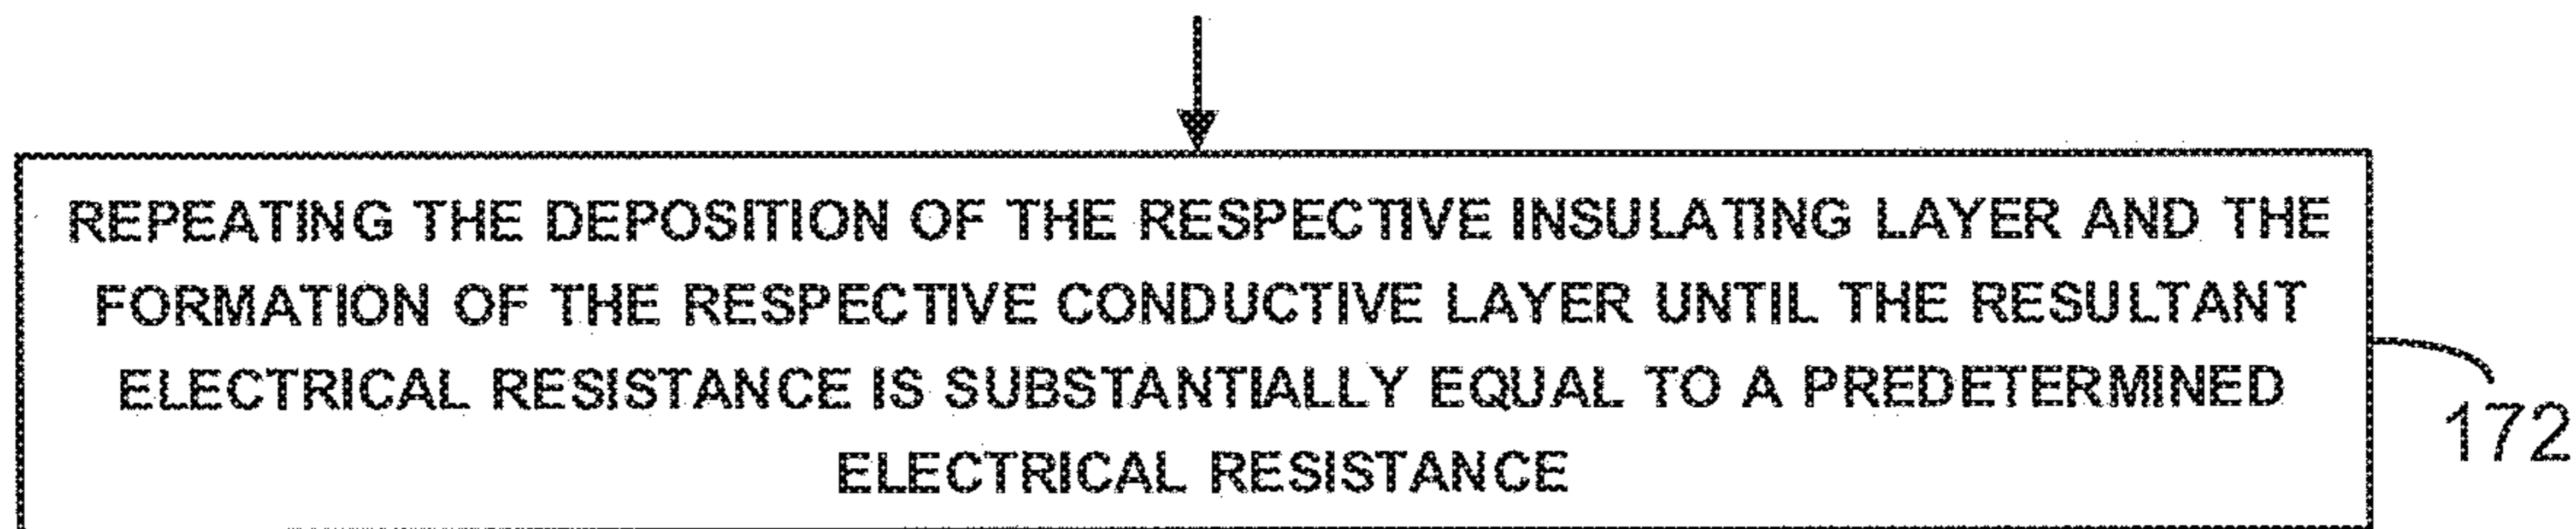 REPEATING THE DEPOSITION OF THE RESPECTIVE INSULATING LAYER AND THE
FORMATION OF THE RESPECTIVE CONDUCTIVE LAYER UNTIL THE RESULTANT
ELECTRICAL RESISTANCE IS SUBSTANTIALLY EQUAL TO A PREDETERMINED
ELECTRICAL RESISTANCE
172